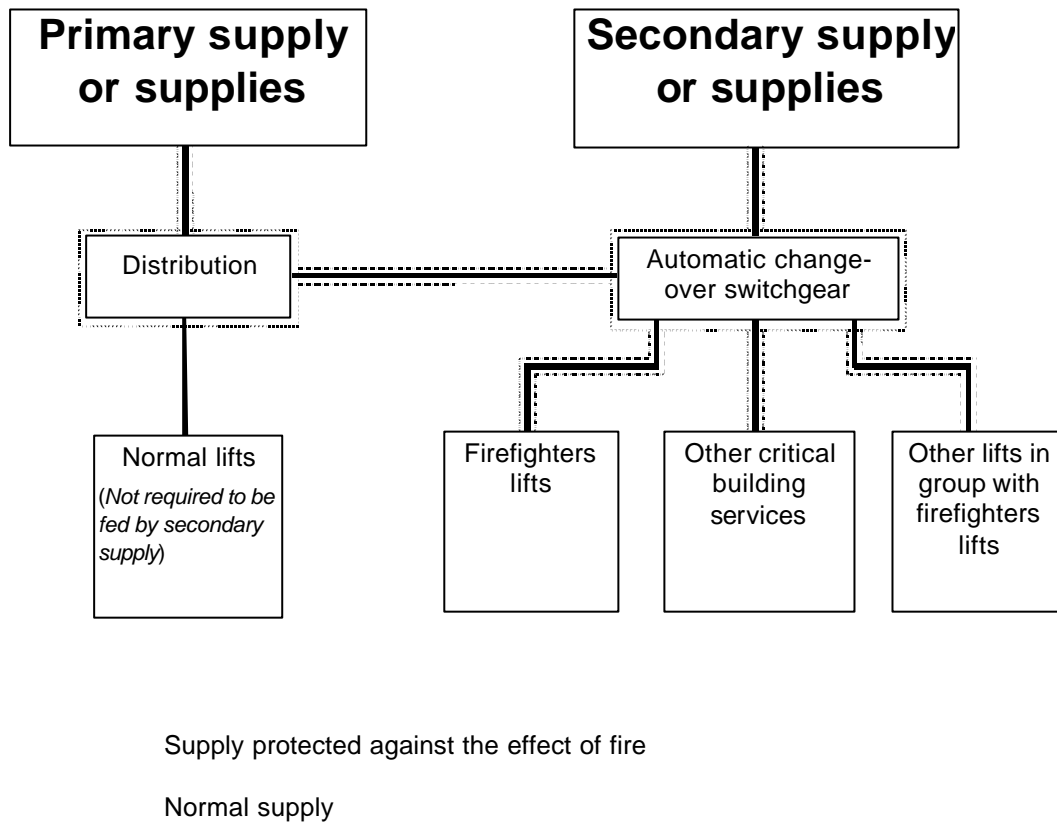 Primary supply
or supplies
Secondary supply
or supplies
Distribution
Automatic change-
over switchgear
Normal lifts
(Not required to be
fed by secondary
supply)
Firefighters
lifts
Other critical
building
services
Other lifts in
group with
firefighters
lifts
Supply protected against the effect of fire
Normal supply